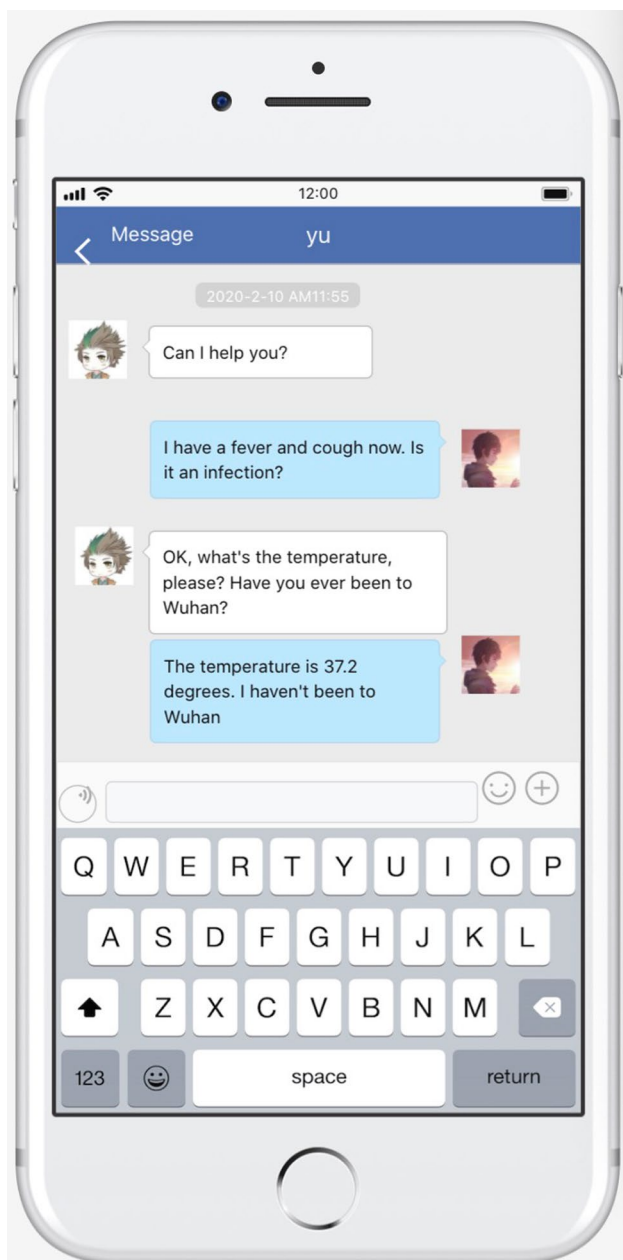 12:00
Message yu
2020-2-10 AM11:55
Can I help you?
I have a fever and cough now. Is
it an infection?
OK, what's the temperature,
please? Have you ever been to
Wuhan?
The temperature is 37.2
degrees. I haven't been to
Wuhan
Q W E R T Y U I O P
A S D F G H J K L
Z X C V B N M
123 space return